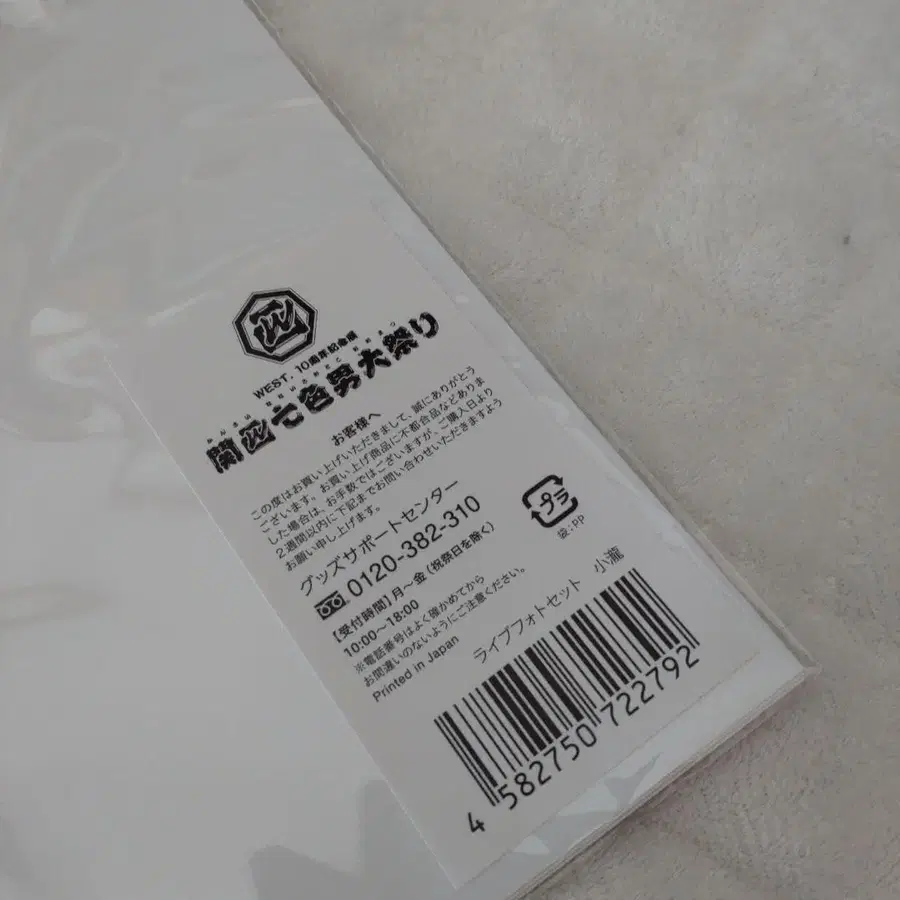 WEST. 10周年記念盤
関西七色男大祭り
お客様へ
この度はお買い上げいただきまして、誠にありがとう
ございます。お買い上げ商品に不都合品などありま
した場合は、お手数ではございますが、ご購入日より
2週間以内に下記までお問い合わせいただきますよう
お願い申し上げます。
グッズサポートセンター
0120-382-310
【受付時間】月〜金(祝祭日を除く)
10:00〜18:00
※電話番号はよく確かめてから
お間違いのないようにご注意ください。
Printed in Japan
プラ
袋:PP
ライブフォトセット 小瀧
4 582750 722792